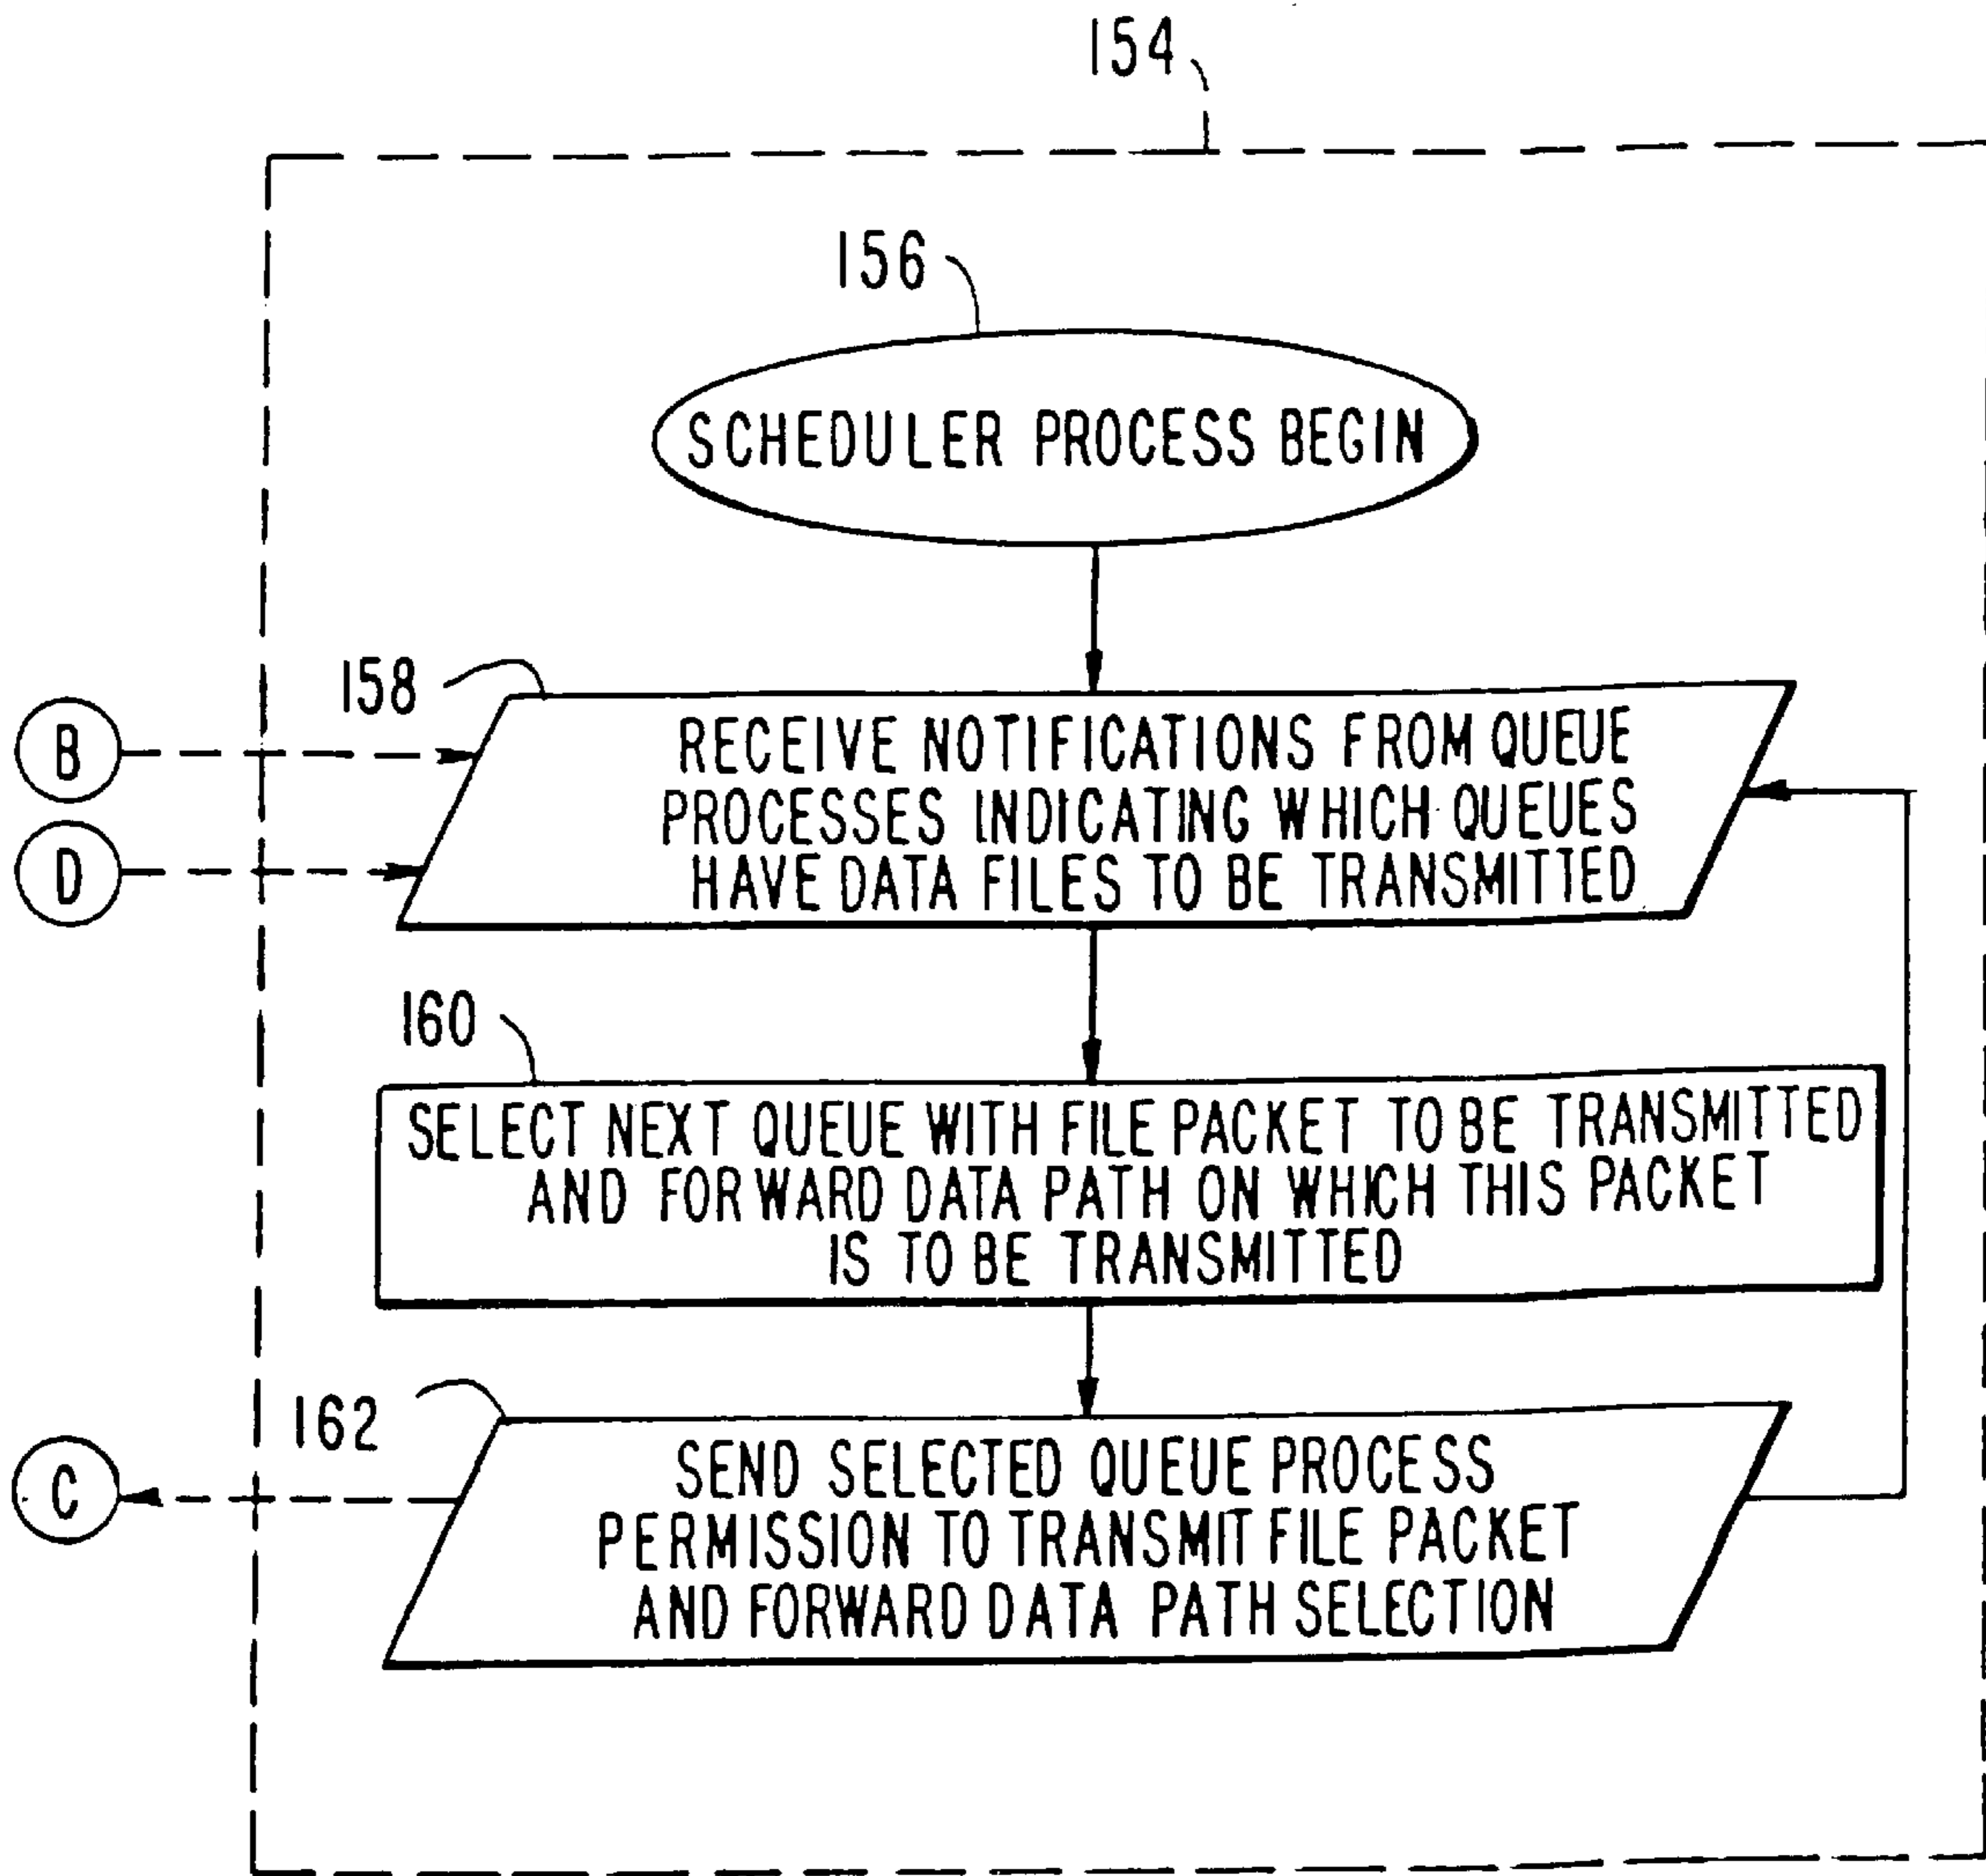 154
156
SCHEDULER PROCESS BEGIN
158
B
RECEIVE NOTIFICATIONS FROM QUEUE
PROCESSES INDICATING WHICH QUEUES
HAVE DATA FILES TO BE TRANSMITTED
D
160
SELECT NEXT QUEUE WITH FILE PACKET TO BE TRANSMITTED
AND FORWARD DATA PATH ON WHICH THIS PACKET
IS TO BE TRANSMITTED
162
C
SEND SELECTED QUEUE PROCESS
PERMISSION TO TRANSMIT FILE PACKET
AND FORWARD DATA PATH SELECTION